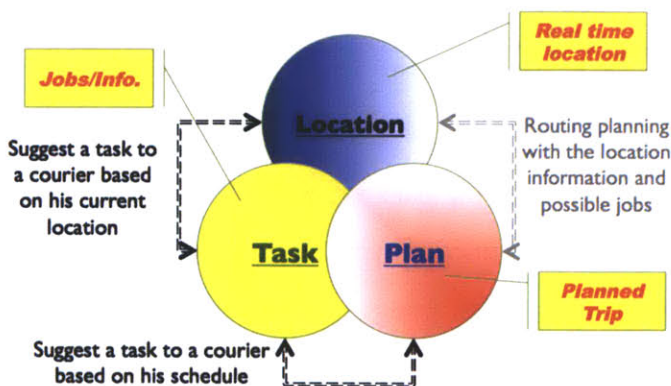 Real time
location
Jobs/Info.
Location
Suggest a task to
a courier based
on his current
location
Routing planning
with the location
information and
possible jobs
Task
Plan
Planned
Trip
Suggest a task to a courier
based on his schedule